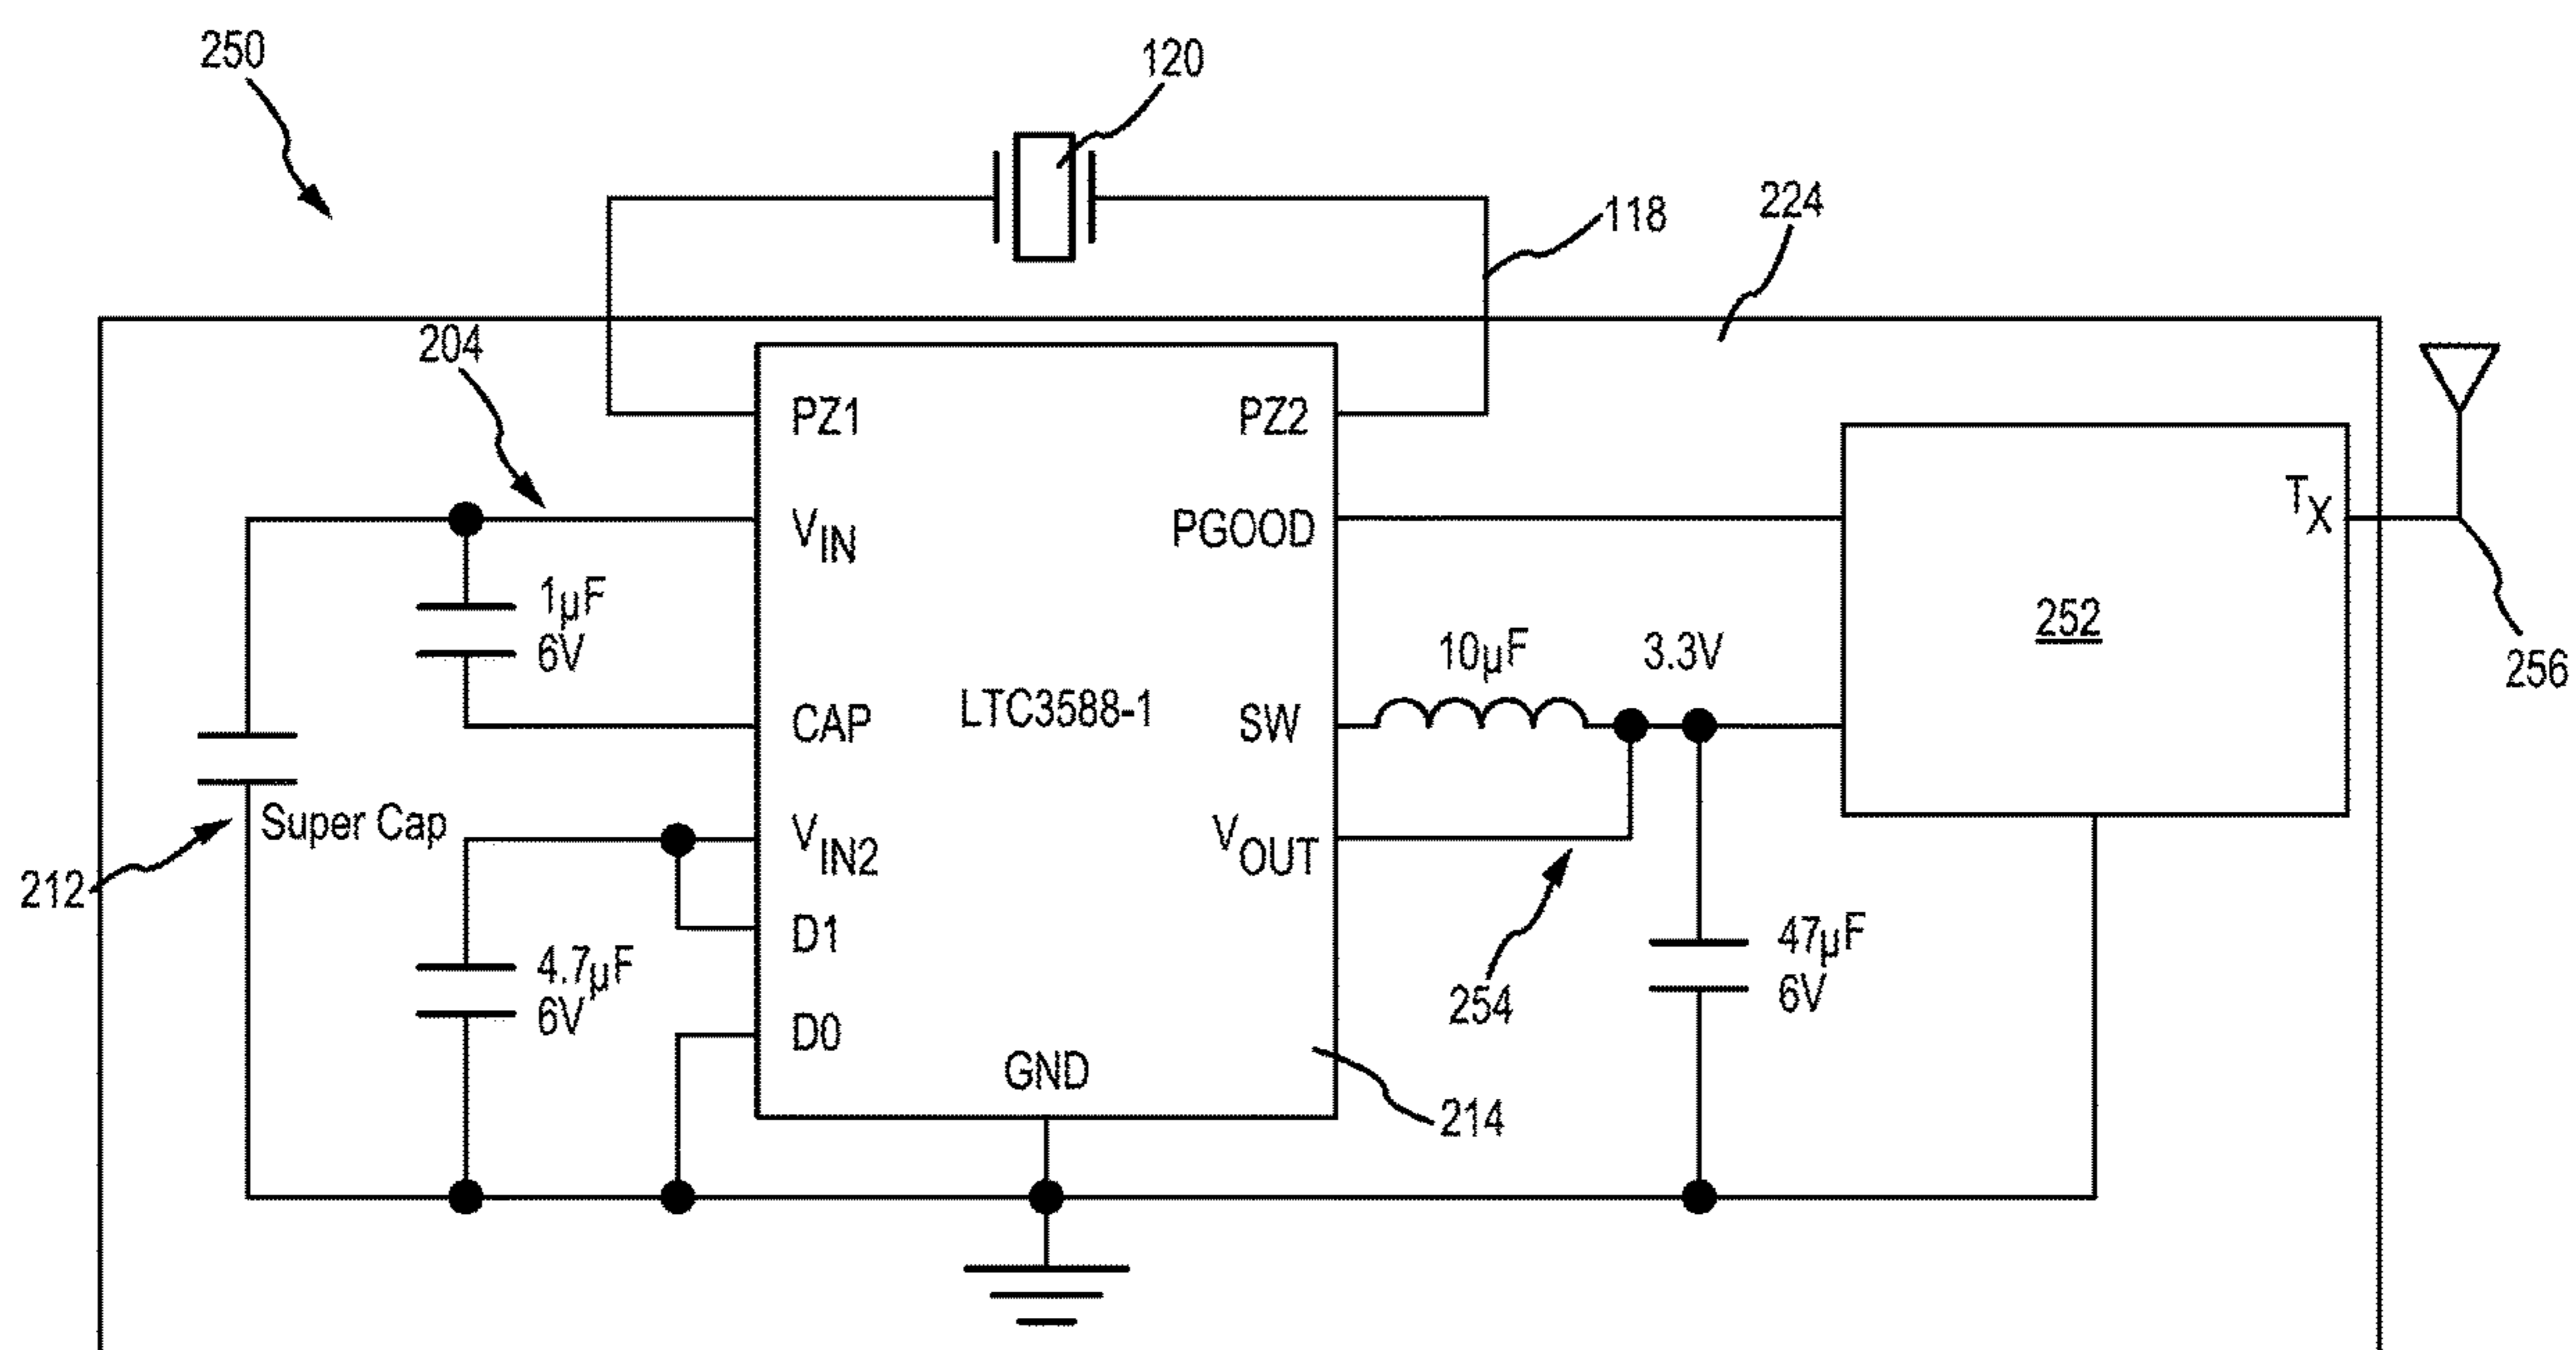 250
120
118
224
204
PZ1
PZ2
VIN
PGOOD
TX
1µF
6V
252
256
10µF
3.3V
CAP
LTC3588-1
SW
Super Cap
VIN2
VOUT
212
D1
4.7µF
6V
47µF
6V
254
D0
GND
214